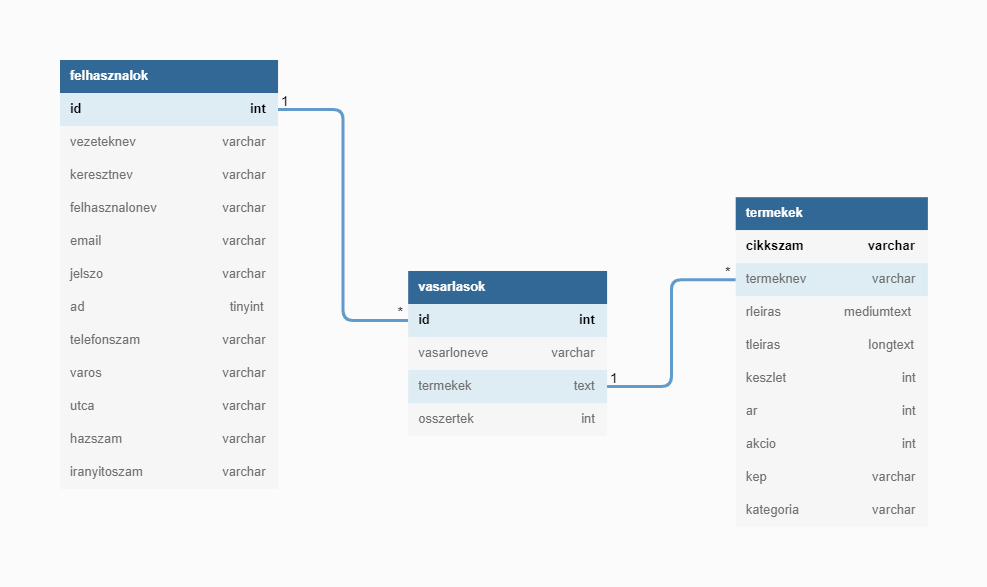 felhasznalok
id int
vezeteknev varchar
keresztnev varchar
felhasznalonev varchar
email varchar
jelszo varchar
ad tinyint
telefonszam varchar
varos varchar
utca varchar
hazszam varchar
iranyitoszam varchar
1
*
vasarlasok
id int
vasarloneve varchar
termekek text
osszertek int
1
*
termekek
cikkszam varchar
termeknev varchar
rleiras mediumtext
tleiras longtext
keszlet int
ar int
akcio int
kep varchar
kategoria varchar